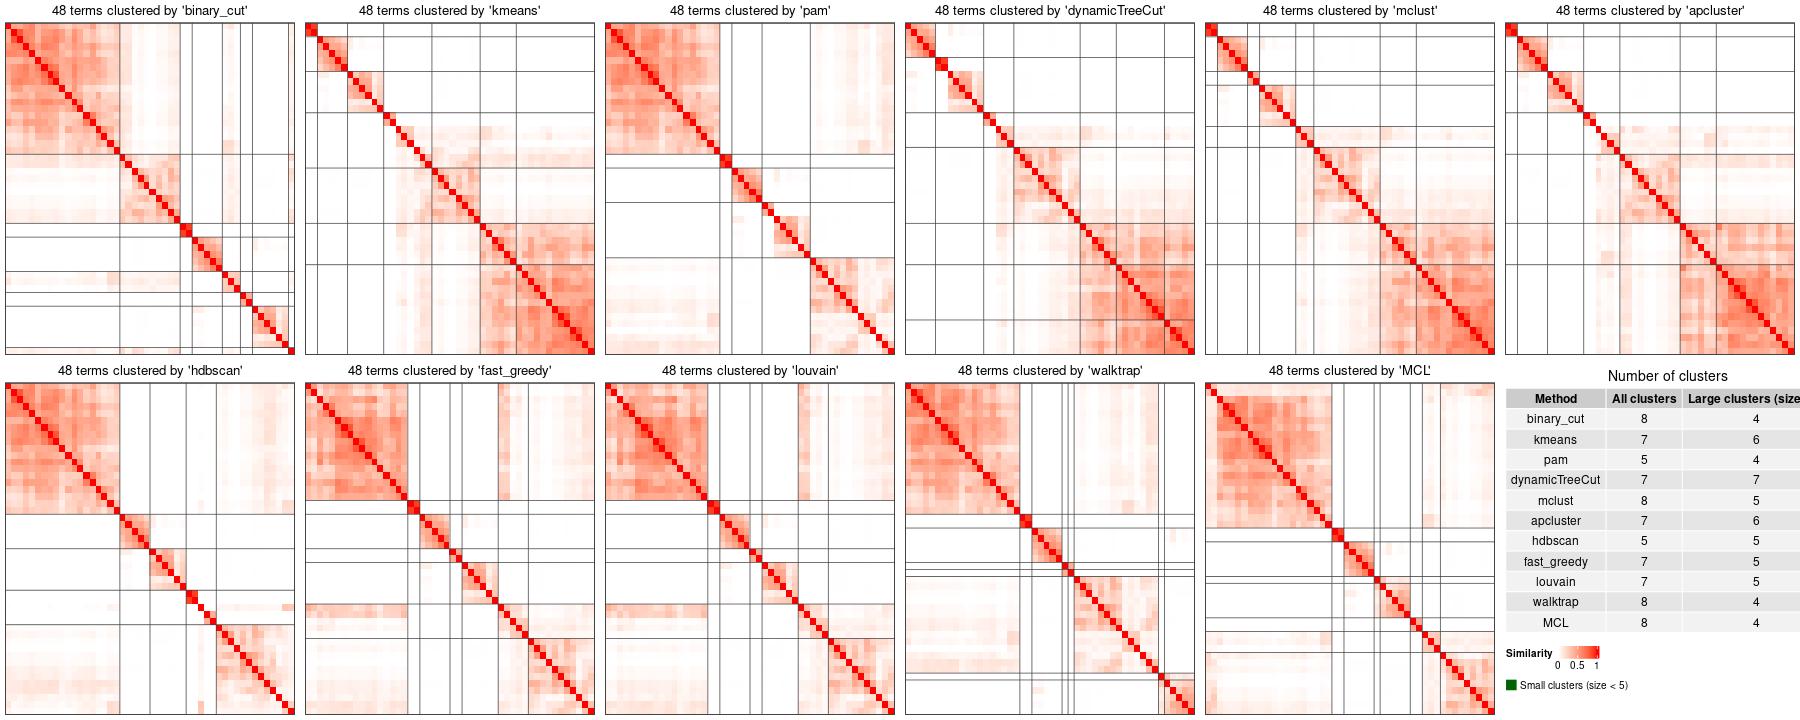 48 terms clustered by 'binary_cut'
48 terms clustered by 'kmeans'
48 terms clustered by 'pam'
48 terms clustered by 'dynamicTreeCut'
48 terms clustered by 'mclust'
48 terms clustered by 'apcluster'
48 terms clustered by 'hdbscan'
48 terms clustered by 'fast_greedy'
48 terms clustered by 'louvain'
48 terms clustered by 'walktrap'
48 terms clustered by 'MCL'
Number of clusters
Method All clusters Large clusters (size
binary_cut 8 4
kmeans 7 6
pam 5 4
dynamicTreeCut 7 7
mclust 8 5
apcluster 7 6
hdbscan 5 5
fast_greedy 7 5
louvain 7 5
walktrap 8 4
MCL 8 4
Similarity
0 0.5 1
Small clusters (size < 5)